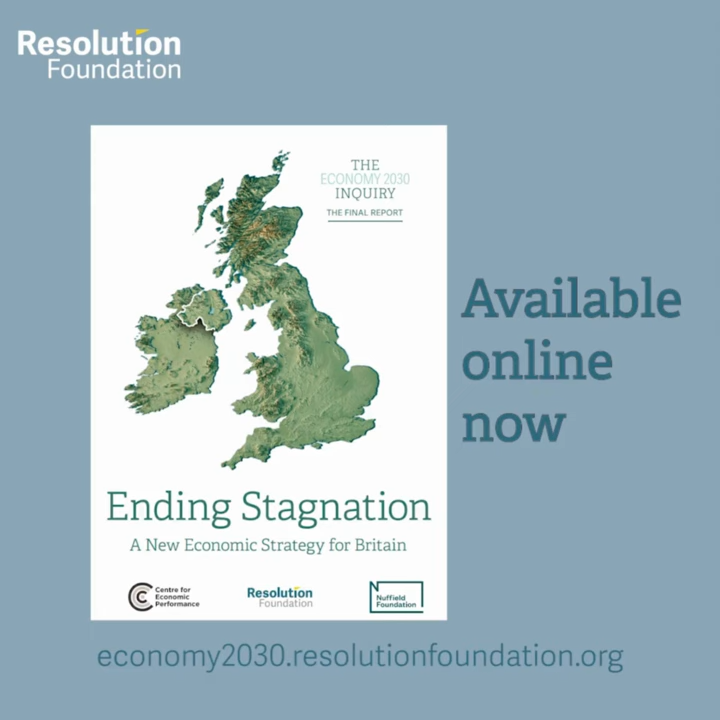 Resolution
Foundation
THE
ECONOMY 2030
INQUIRY
THE FINAL REPORT
Available
online
now
Ending Stagnation
A New Economic Strategy for Britain
Centre for
Economic
Performance
Resolution
Foundation
Nuffield
Foundation
economy2030.resolutionfoundation.org